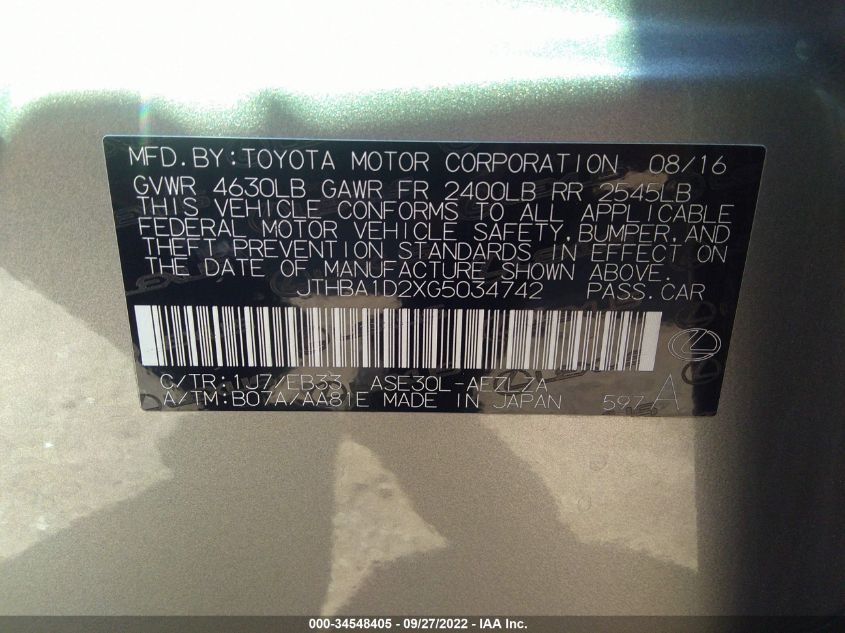 MFD.BY:TOYOTA MOTOR CORPORATION 08/16
GVWR 4630LB GAWR FR 2400LB RR 2545LB
THIS VEHICLE CONFORMS TO ALL APPLICABLE
FEDERAL MOTOR VEHICLE SAFETY,BUMPER,AND
THEFT PREVENTION STANDARDS IN EFFECT ON
THE DATE OF MANUFACTURE SHOWN ABOVE.
JTHBA1D2XG5034742 PASS.CAR
C/TR:1J7/EB33 ASE30L-AEZLZA
A/TM:B07A/AA81E MADE IN JAPAN 597 A
000-34548405 - 09/27/2022 - IAA Inc.